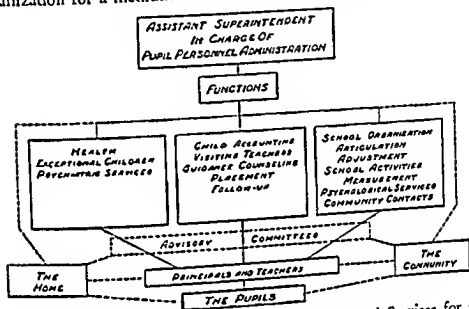 for a
ASSISTANT SUPERINTENDENT
IN CHARGE OF
PUPIL PERSONNEL ADMINISTRATION
FUNCTIONS
HEALTH
EXCEPTIONAL CHILDREN
PSYCHIATRIC SERVICES
CHILD ACCOUNTING
VISITING TEACHERS
GUIDANCE COUNSELING
PLACEMENT
FOLLOW-UP
SCHOOL ORGANIZATION
ARTICULATION
ADJUSTMENT
SCHOOL ACTIVITIES
MEASUREMENT
PSYCHOLOGICAL SERVICES
COMMUNITY CONTACTS
ADVISORY COMMITTEES
THE
HOME
PRINCIPALS AND TEACHERS
THE
COMMUNITY
THE PUPILS
for